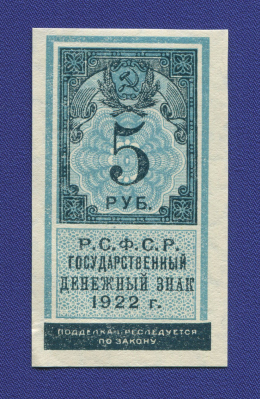 5
РУБ.
Р.С.Ф.С.Р.
ГОСУДАРСТВЕННЫЙ
ДЕНЕЖНЫЙ ЗНАК
1922 г.
ПОДДЕЛКА ПРЕСЛЕДУЕТСЯ
ПО ЗАКОНУ